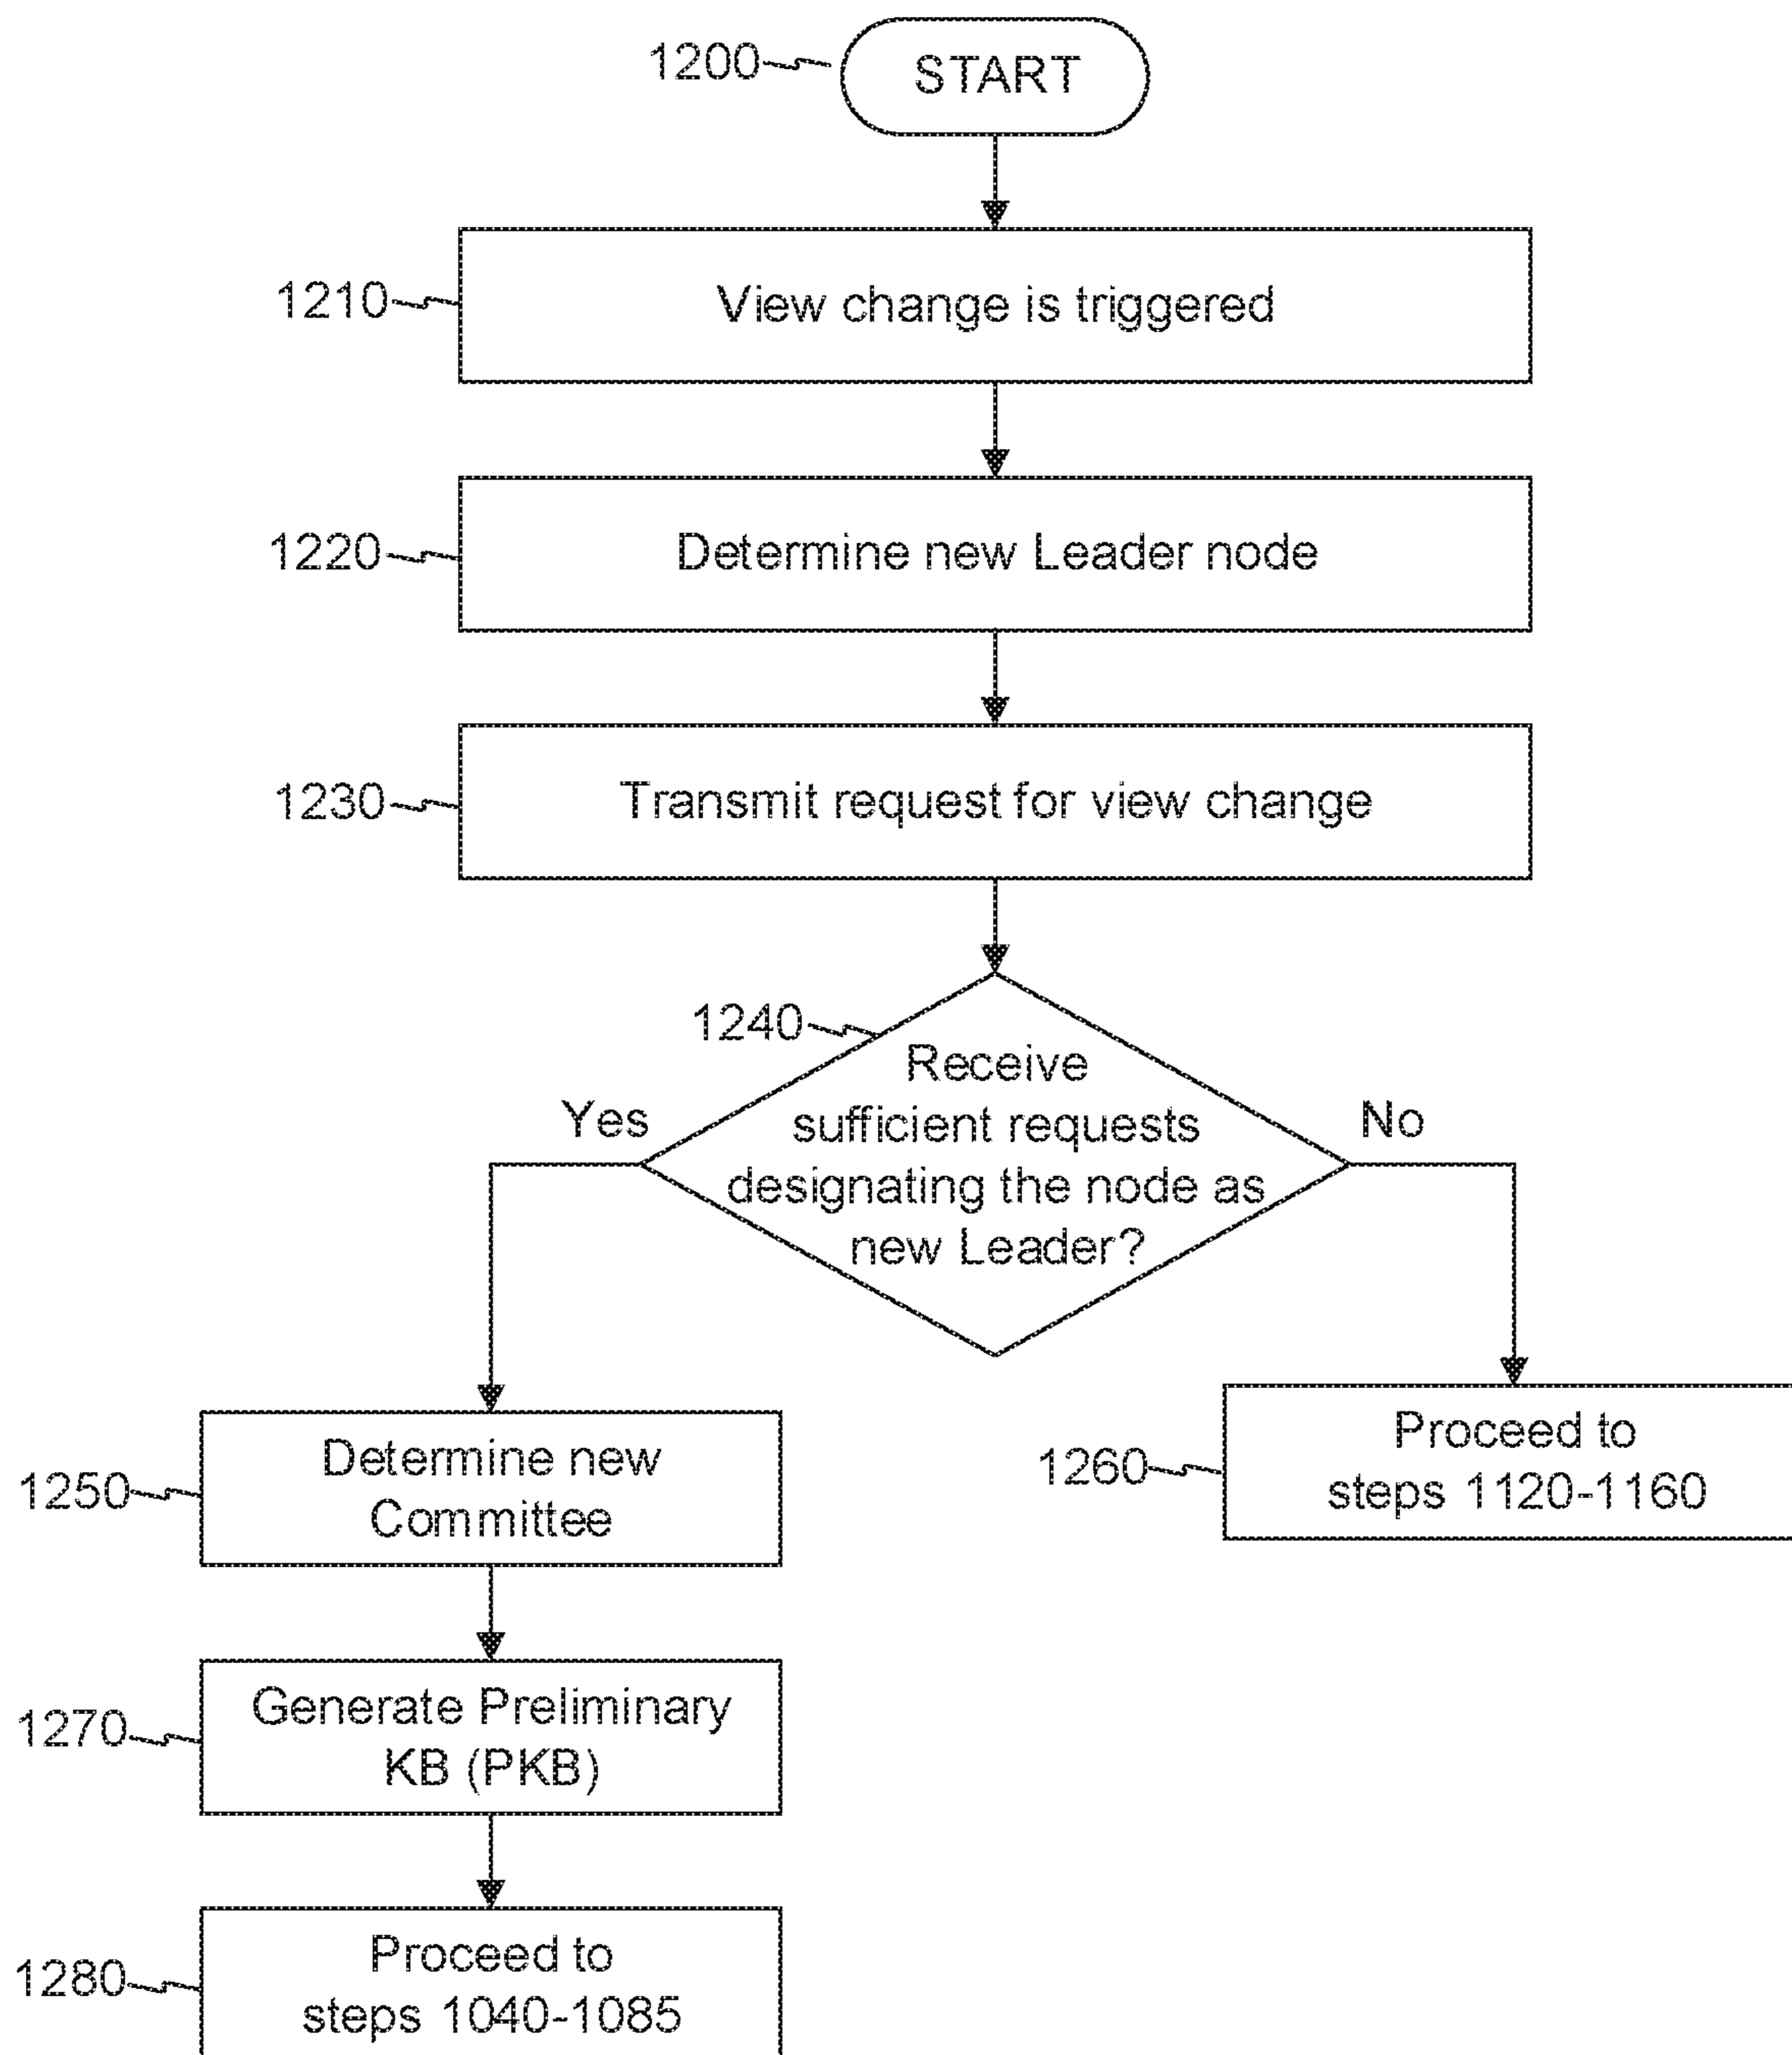 1200
START
1210
View change is triggered
1220
Determine new Leader node
1230
Transmit request for view change
1240
Receive
sufficient requests
designating the node as
new Leader?
Yes
No
1250
Determine new
Committee
1260
Proceed to
steps 1120-1160
1270
Generate Preliminary
KB (PKB)
1280
Proceed to
steps 1040-1085